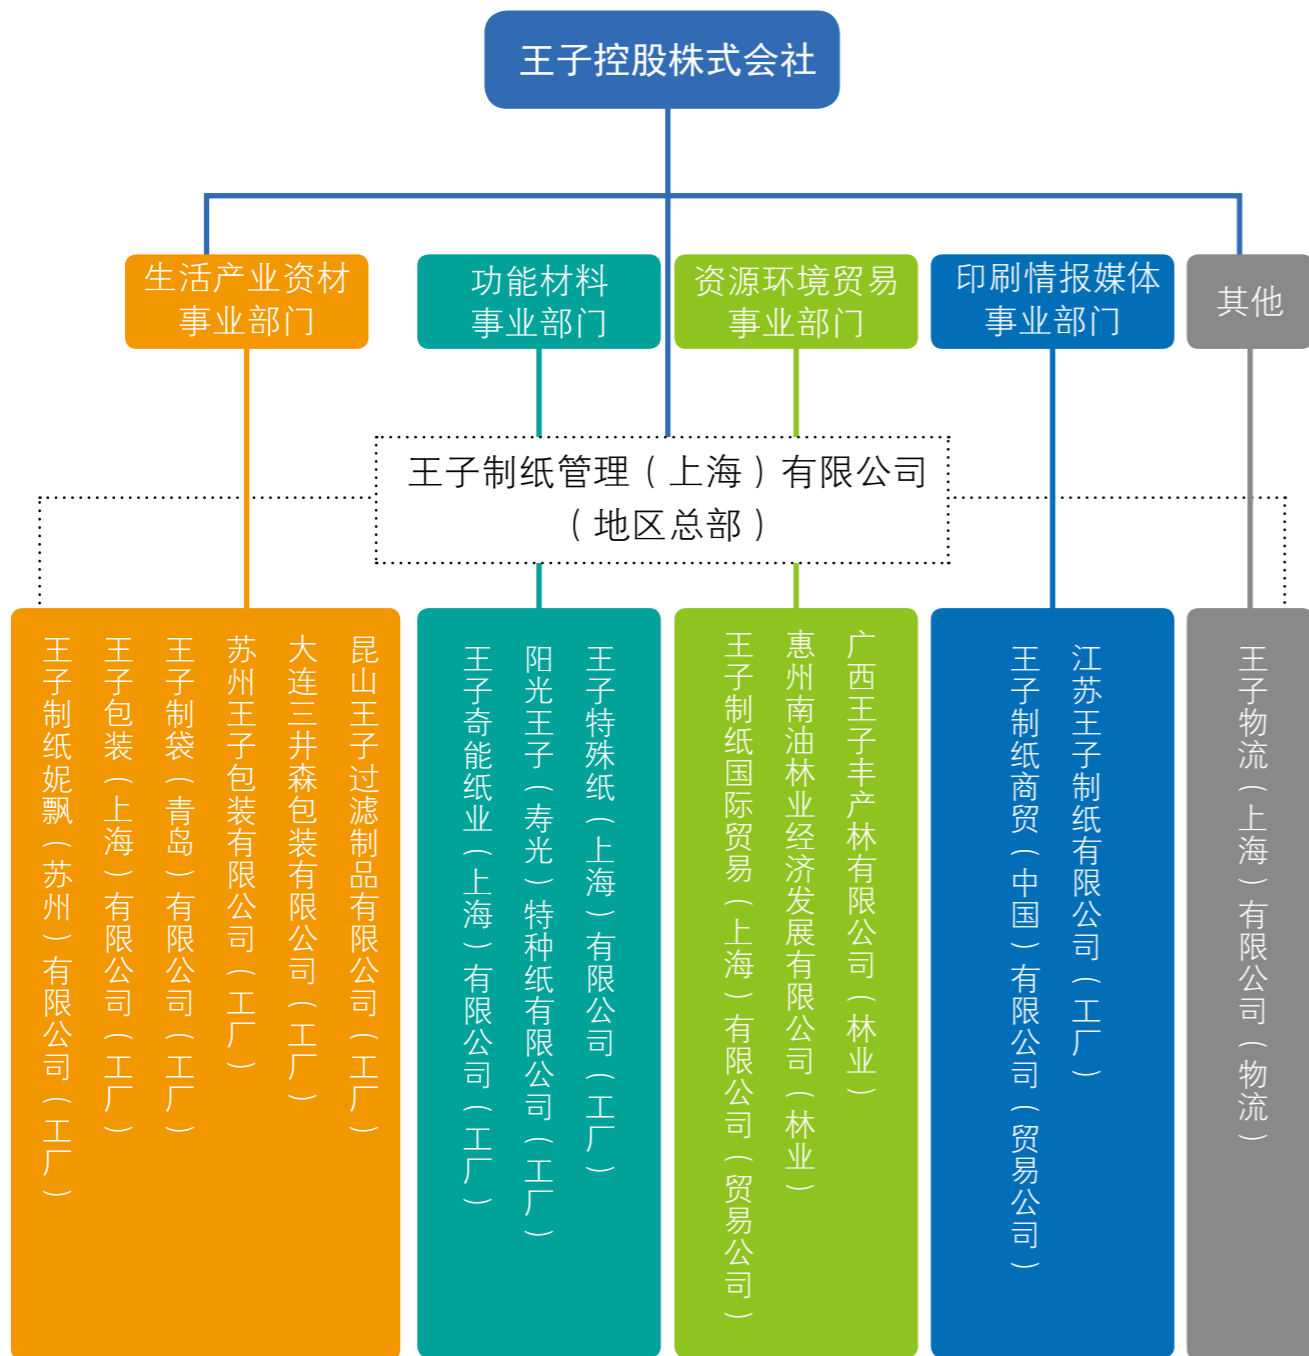 王子控股株式会社
生活产业资材
事业部门
功能材料
事业部门
资源环境贸易
事业部门
印刷情报媒体
事业部门
其他
王子制纸管理（上海）有限公司
（地区总部）
王子制纸妮飘（苏州）有限公司（工厂）
王子包装（上海）有限公司（工厂）
王子制袋（青岛）有限公司（工厂）
苏州王子包装有限公司（工厂）
大连三井森包装有限公司（工厂）
昆山王子过滤制品有限公司（工厂）
王子奇能纸业（上海）有限公司（工厂）
阳光王子（寿光）特种纸有限公司（工厂）
王子特殊纸（上海）有限公司（工厂）
王子制纸国际贸易（上海）有限公司（贸易公司）
惠州南油林业经济发展有限公司（林业）
广西王子丰产林有限公司（林业）
王子制纸商贸（中国）有限公司（贸易公司）
江苏王子制纸有限公司（工厂）
王子物流（上海）有限公司（物流）